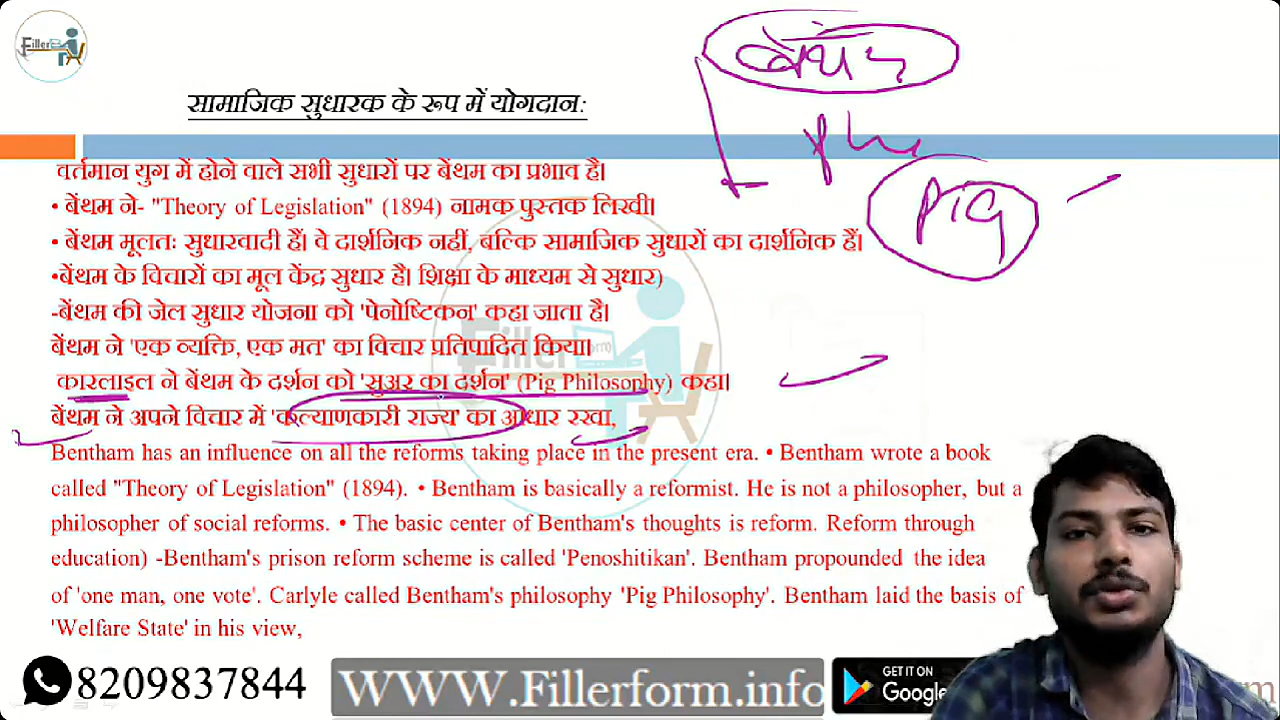 Fillerform
बेंथम
phi
Pig
सामाजिक सुधारक के रूप में योगदान:
वर्तमान युग में होने वाले सभी सुधारों पर बेंथम का प्रभाव है।
• बेंथम ने- "Theory of Legislation" (1894) नामक पुस्तक लिखी।
• बेंथम मूलतः सुधारवादी हैं। वे दार्शनिक नहीं, बल्कि सामाजिक सुधारों का दार्शनिक हैं।
•बेंथम के विचारों का मूल केंद्र सुधार है। शिक्षा के माध्यम से सुधार)
-बेंथम की जेल सुधार योजना को 'पेनोष्टिकन' कहा जाता है।
बेंथम ने 'एक व्यक्ति, एक मत' का विचार प्रतिपादित किया।
कारलाइल ने बेंथम के दर्शन को 'सुअर का दर्शन' (Pig Philosophy) कहा।
बेंथम ने अपने विचार में 'कल्याणकारी राज्य' का आधार रखा,
Bentham has an influence on all the reforms taking place in the present era. • Bentham wrote a book
called "Theory of Legislation" (1894). • Bentham is basically a reformist. He is not a philosopher, but a
philosopher of social reforms. • The basic center of Bentham's thoughts is reform. Reform through
education) -Bentham's prison reform scheme is called 'Penoshitikan'. Bentham propounded the idea
of 'one man, one vote'. Carlyle called Bentham's philosophy 'Pig Philosophy'. Bentham laid the basis of
'Welfare State' in his view,
8209837844
WWW.Fillerform.info
GET IT ON
Google